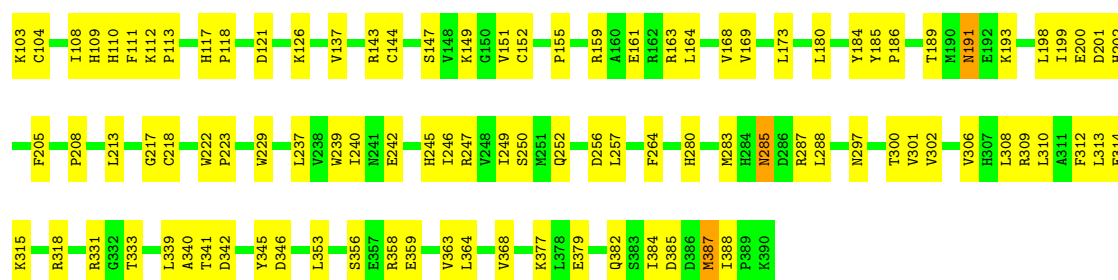 K103 C104 I108 H109 H110 F111 K112 P113 H117 P118 D121 K126 V137 R143 C144 S147 V148 K149 G150 V151 C152 P155 R159 A160 E161 R162 R163 L164 V168 V169 L173 L180 Y184 Y185 P186 T189 M190 N191 E192 K193 L198 I199 E200 D201
F205 P208 L213 G217 C218 W222 P223 W229 L237 V238 W239 I240 N241 E242 H245 I246 R247 V248 I249 S250 M251 Q252 D256 L257 F264 H280 M283 H284 N285 D286 R287 L288 N297 T300 V301 V302 V306 H307 L308 R309 L310 A311 F312 L313
K315 R318 R331 G332 T333 L339 A340 T341 D342 Y345 D346 L353 S356 E357 R358 E359 V363 L364 V368 K377 L378 E379 Q382 S383 I384 D385 D386 M387 I388 P389 K390